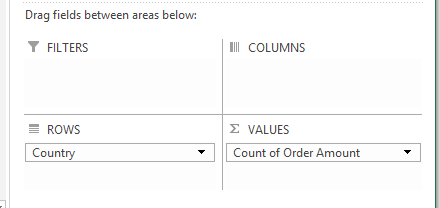 Drag fields between areas below:
FILTERS
COLUMNS
ROWS
Country
Σ VALUES
Count of Order Amount